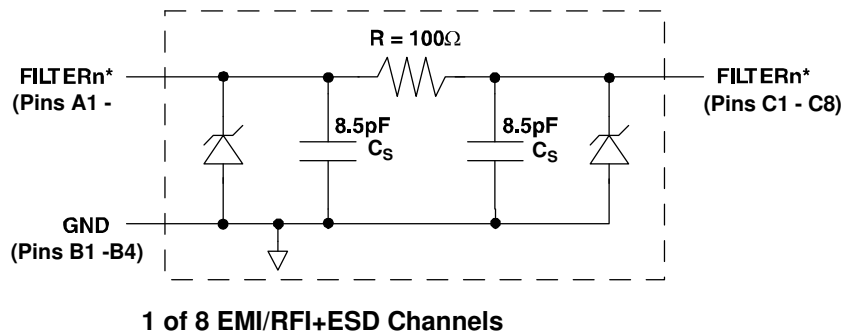 R = 100Ω
FILTERn*
(Pins A1 -
FILTERn*
(Pins C1 - C8)
8.5pF
CS
8.5pF
CS
GND
(Pins B1 -B4)
1 of 8 EMI/RFI+ESD Channels